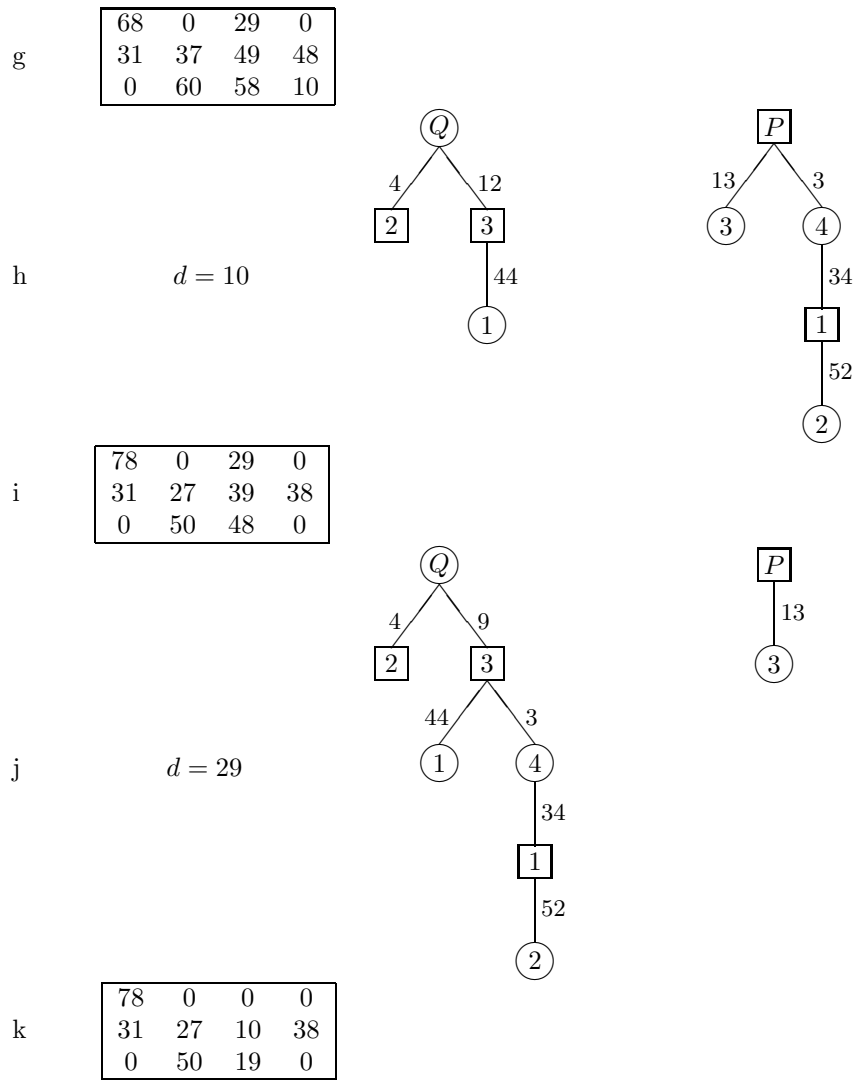 68 0 29 0
g 31 37 49 48
0 60 58 10
Q P
4 12 13 3
2 3 3 4
h d = 10 44 34
1 1
52
2
78 0 29 0
i 31 27 39 38
0 50 48 0
Q P
4 9 13
2 3 3
44 3
j d = 29 1 4
34
1
52
2
78 0 0 0
k 31 27 10 38
0 50 19 0